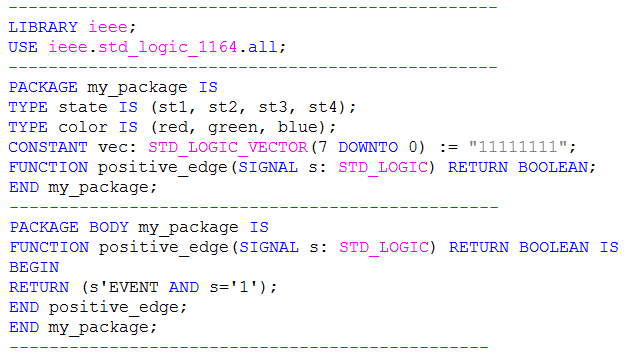 -------------------------------------------------
LIBRARY ieee;
USE ieee.std_logic_1164.all;
-------------------------------------------------
PACKAGE my_package IS
TYPE state IS (st1, st2, st3, st4);
TYPE color IS (red, green, blue);
CONSTANT vec: STD_LOGIC_VECTOR(7 DOWNTO 0) := "11111111";
FUNCTION positive_edge(SIGNAL s: STD_LOGIC) RETURN BOOLEAN;
END my_package;
-------------------------------------------------
PACKAGE BODY my_package IS
FUNCTION positive_edge(SIGNAL s: STD_LOGIC) RETURN BOOLEAN IS
BEGIN
RETURN (s'EVENT AND s='1');
END positive_edge;
END my_package;
------------------------------------------------